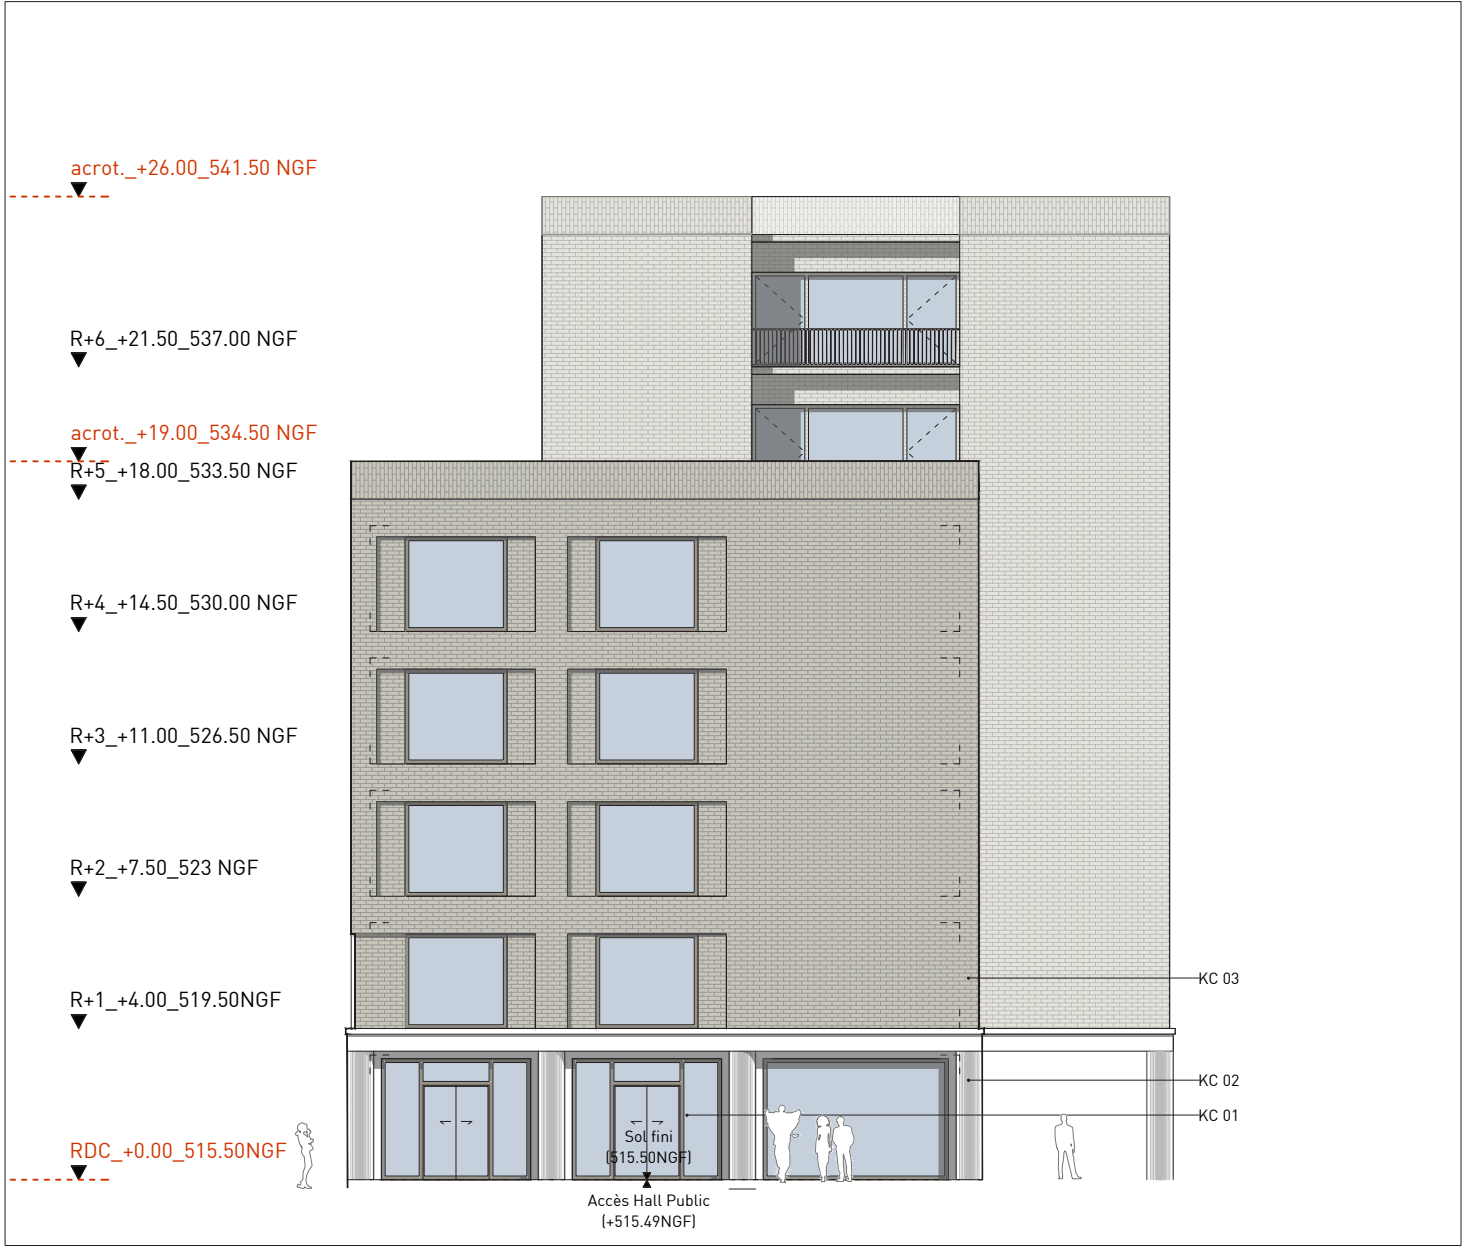 acrot._+26.00_541.50 NGF
R+6_+21.50_537.00 NGF
acrot._+19.00_534.50 NGF
R+5_+18.00_533.50 NGF
R+4_+14.50_530.00 NGF
R+3_+11.00_526.50 NGF
R+2_+7.50_523 NGF
KC 03
R+1_+4.00_519.50NGF
KC 02
KC 01
Sol fini
(515.50NGF)
RDC_+0.00_515.50NGF
Accès Hall Public
(+515.49NGF)